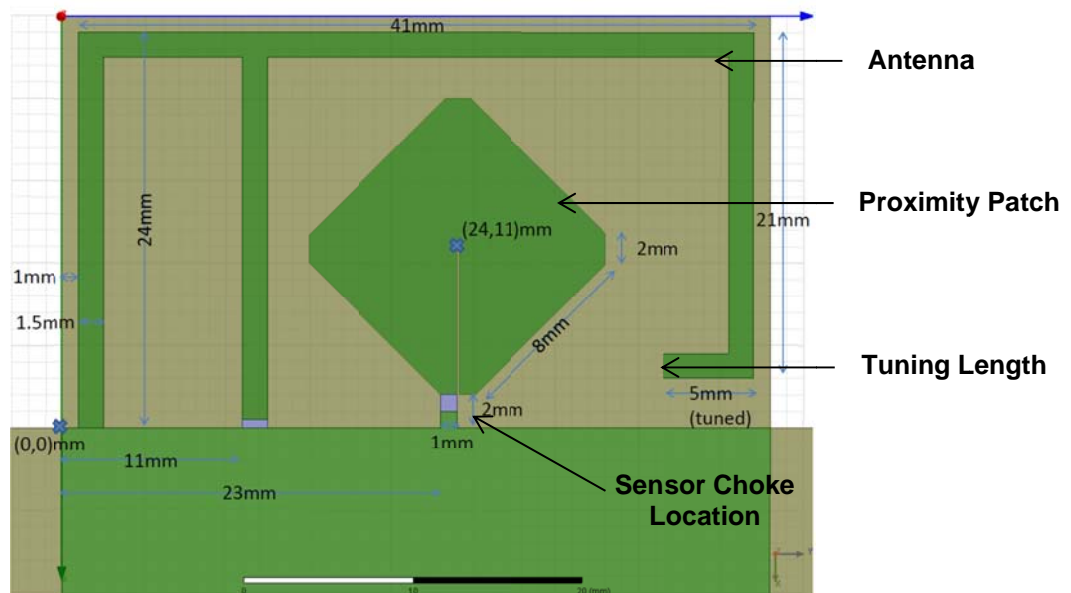 41mm
Antenna
Proximity Patch
24mm
(24,11)mm
21mm
2mm
1mm
1.5mm
8mm
Tuning Length
5mm
(tuned)
2mm
(0,0)mm
1mm
11mm
23mm
Sensor Choke
Location
0
10
20 (mm)